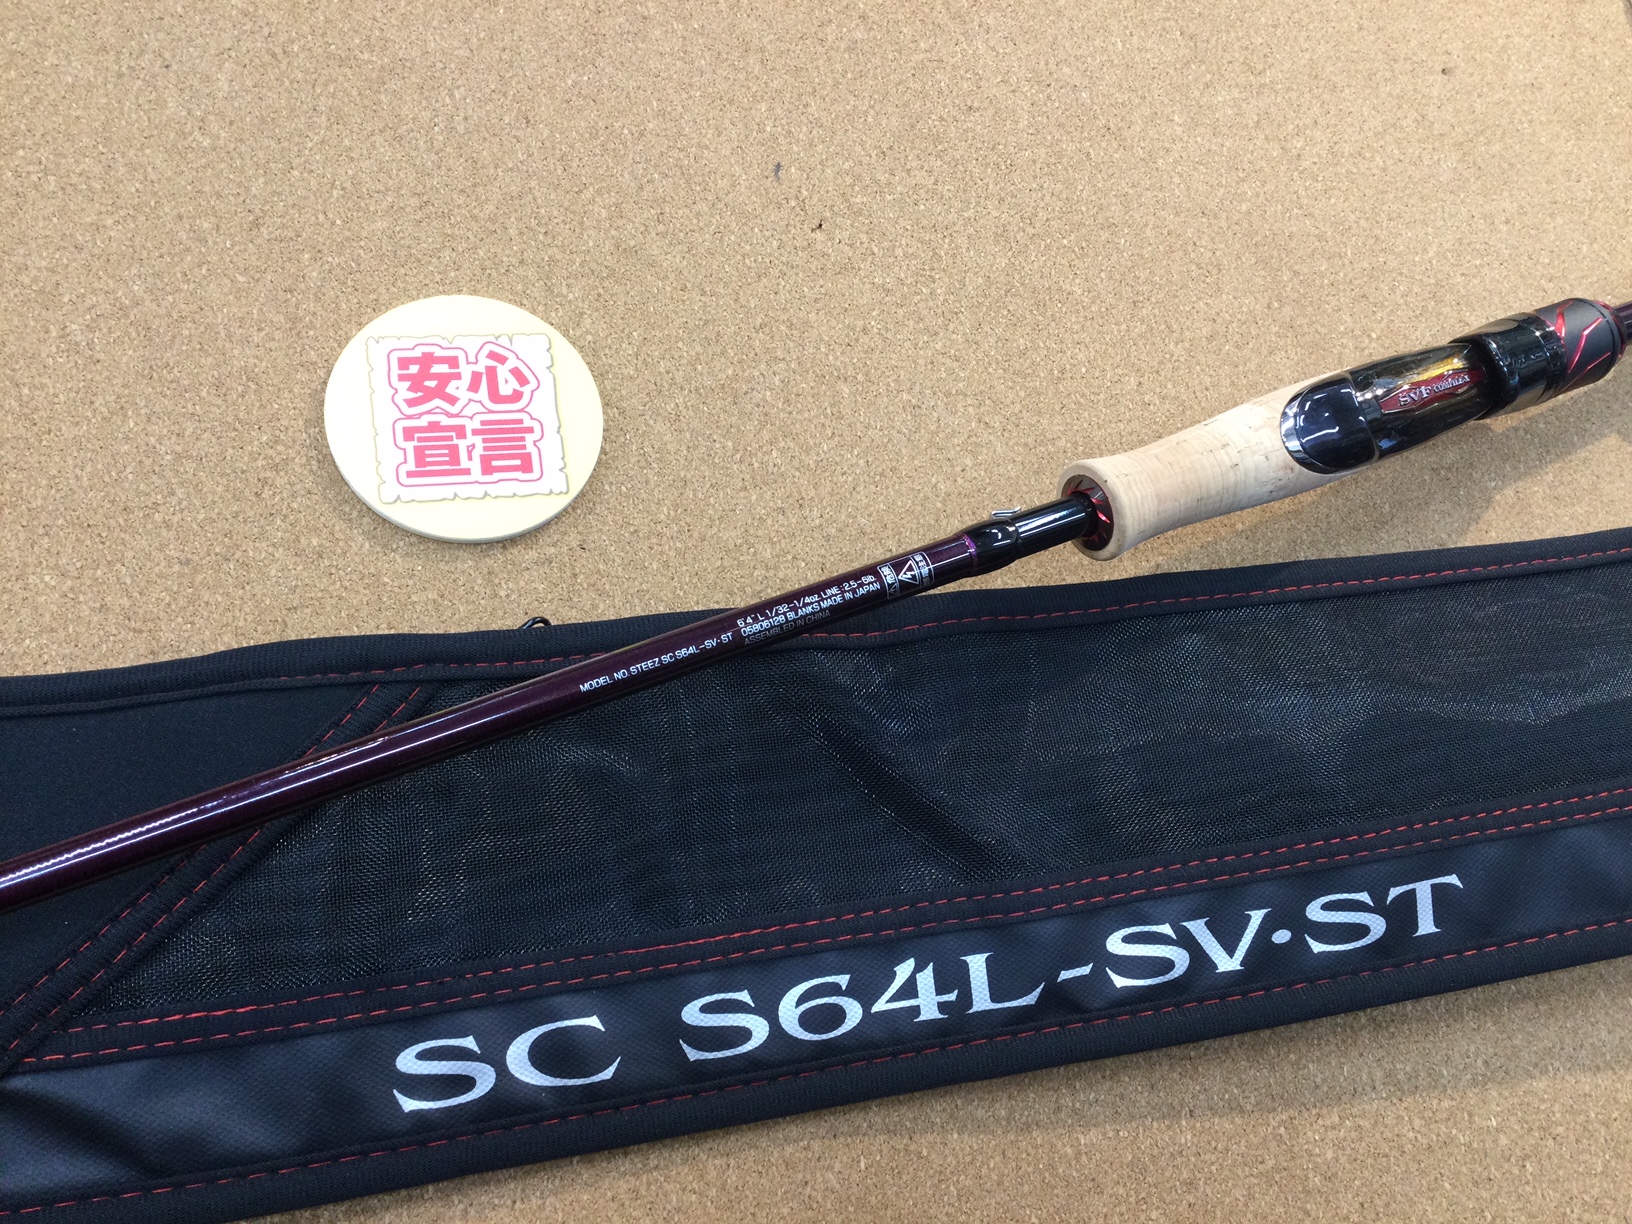 安心
宣言
SVF COMPILE-X
MODEL NO. STEEZ SC S64L-SV・ST
6'4" L 1/32-1/4oz. LINE:2.5-6lb.
05806128 BLANKS MADE IN JAPAN
ASSEMBLED IN CHINA
SC S64L-SV・ST